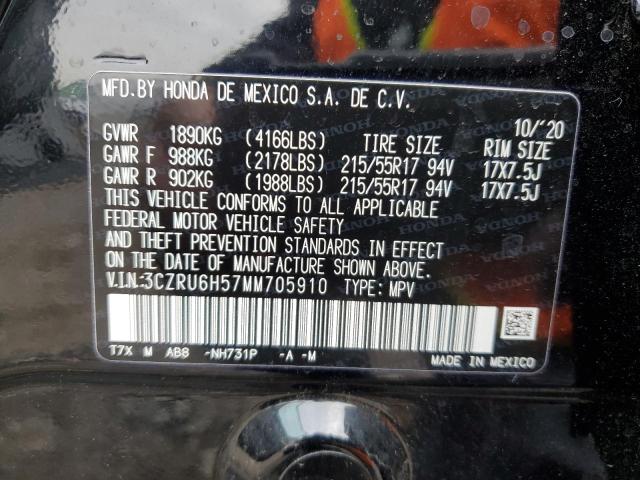 MFD.BY HONDA DE MEXICO S.A. DE C.V.
10/'20
GVWR 1890KG (4166LBS) TIRE SIZE RIM SIZE
GAWR F 988KG (2178LBS) 215/55R17 94V 17X7.5J
GAWR R 902KG (1988LBS) 215/55R17 94V 17X7.5J
THIS VEHICLE CONFORMS TO ALL APPLICABLE
FEDERAL MOTOR VEHICLE SAFETY
AND THEFT PREVENTION STANDARDS IN EFFECT
ON THE DATE OF MANUFACTURE SHOWN ABOVE.
V.I.N.:3CZRU6H57MM705910 TYPE: MPV
T7X M AB8 -NH731P -A -M
MADE IN MEXICO